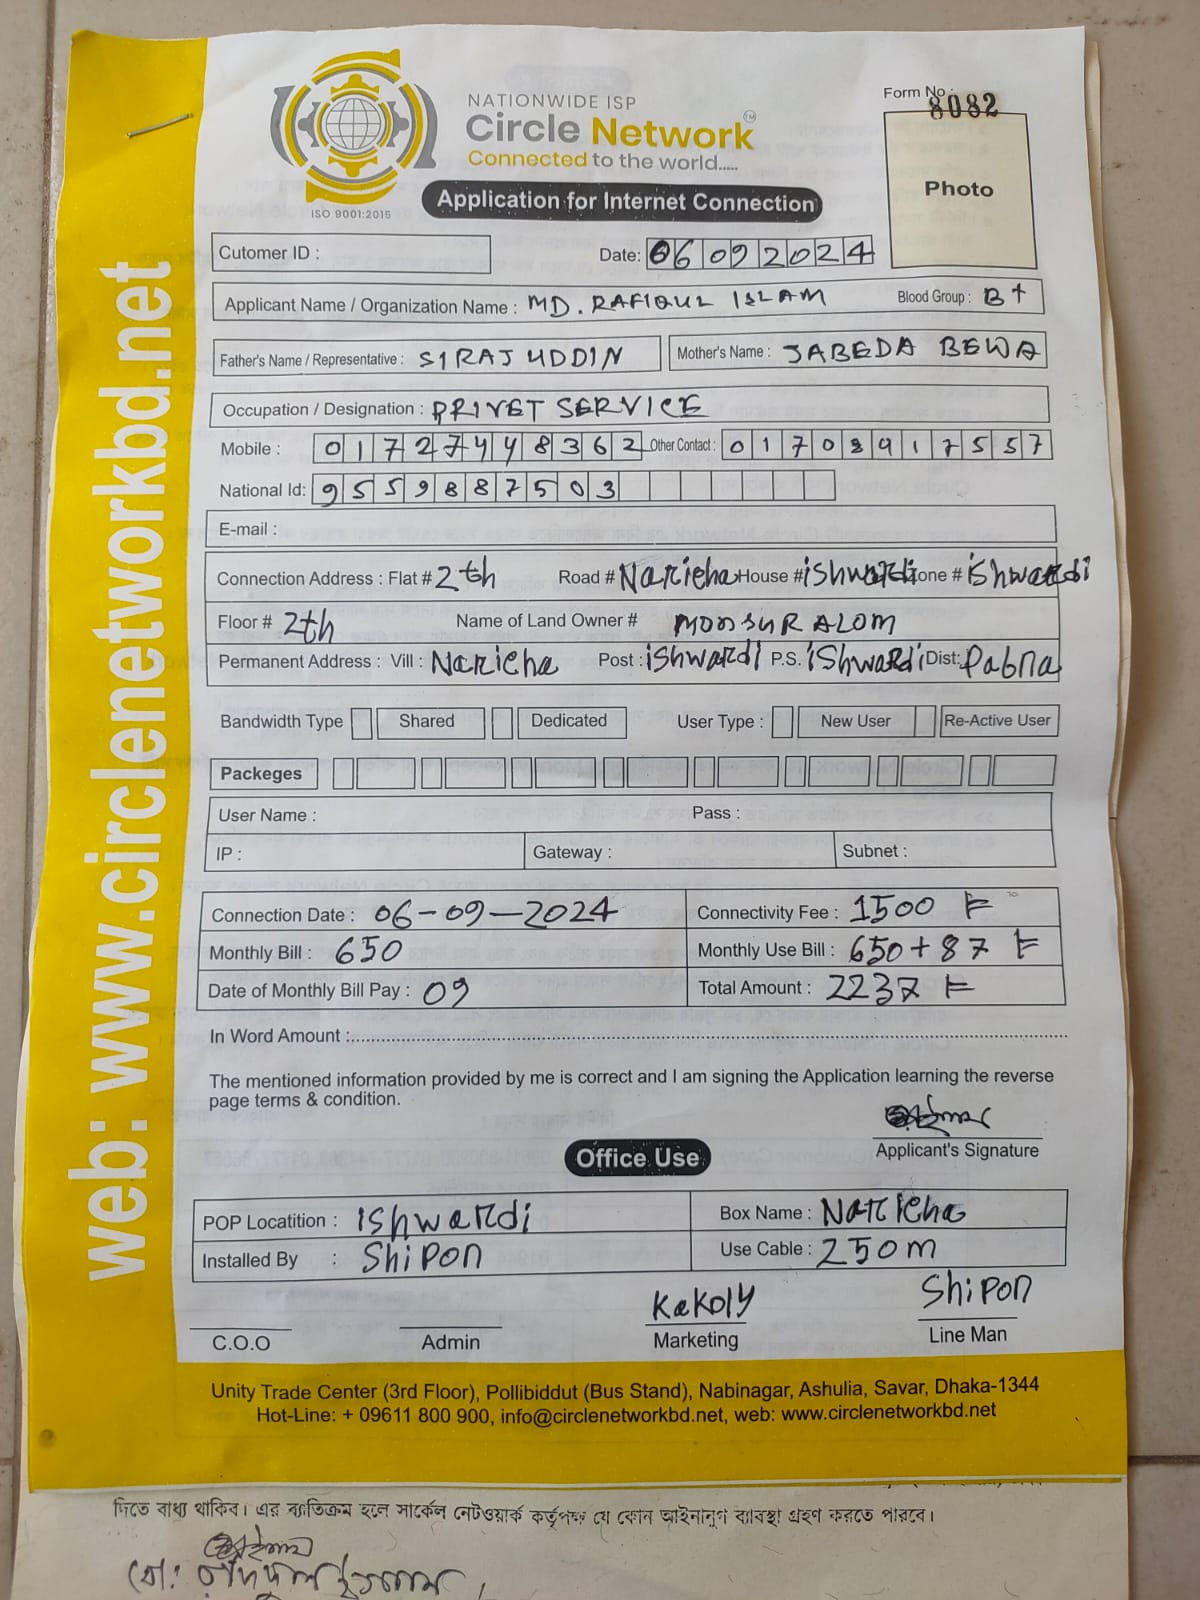 web: www.circlenetworkbd.net
NATIONWIDE ISP
Circle Network TM
Connected to the world.....
ISO 9001:2015
Application for Internet Connection
Form No.: 8082
Photo
Cutomer ID :
Date: 06092024
Applicant Name / Organization Name : MD. RAFIQUL ISLAM Blood Group : B+
Father's Name / Representative : SIRAJ UDDIN Mother's Name : JABEDA BEWA
Occupation / Designation : PRIVET SERVICE
Mobile : 01727448362 Other Contact : 01703917557
National Id: 9559887503
E-mail :
Connection Address : Flat # 2th Road # Naricha House # ishwardi Zone # ishwardi
Floor # 2th Name of Land Owner # MONSUR ALOM
Permanent Address : Vill : Naricha Post : ishwardi P.S. iShwaRdi Dist: Pabna
Bandwidth Type Shared Dedicated User Type : New User Re-Active User
Packeges
User Name : Pass :
IP : Gateway : Subnet :
Connection Date : 06-09-2024 Connectivity Fee : 1500 ৳
Monthly Bill : 650 Monthly Use Bill : 650+87 ৳
Date of Monthly Bill Pay : 09 Total Amount : 2237 ৳
In Word Amount :
The mentioned information provided by me is correct and I am signing the Application learning the reverse
page terms & condition.
Applicant's Signature
Office Use
POP Locatition : Ishwardi Box Name : Naricha
Installed By : Shipon Use Cable : 250m
Kakoly Shipon
C.O.O Admin Marketing Line Man
Unity Trade Center (3rd Floor), Pollibiddut (Bus Stand), Nabinagar, Ashulia, Savar, Dhaka-1344
Hot-Line: + 09611 800 900, info@circlenetworkbd.net, web: www.circlenetworkbd.net
দিতে বাধ্য থাকিব। এর ব্যতিক্রম হলে সার্কেল নেটওয়ার্ক কর্তৃপক্ষ যে কোন আইনানুগ ব্যাবস্থা গ্রহণ করতে পারবে।
মো: রফিকুল ইসলাম